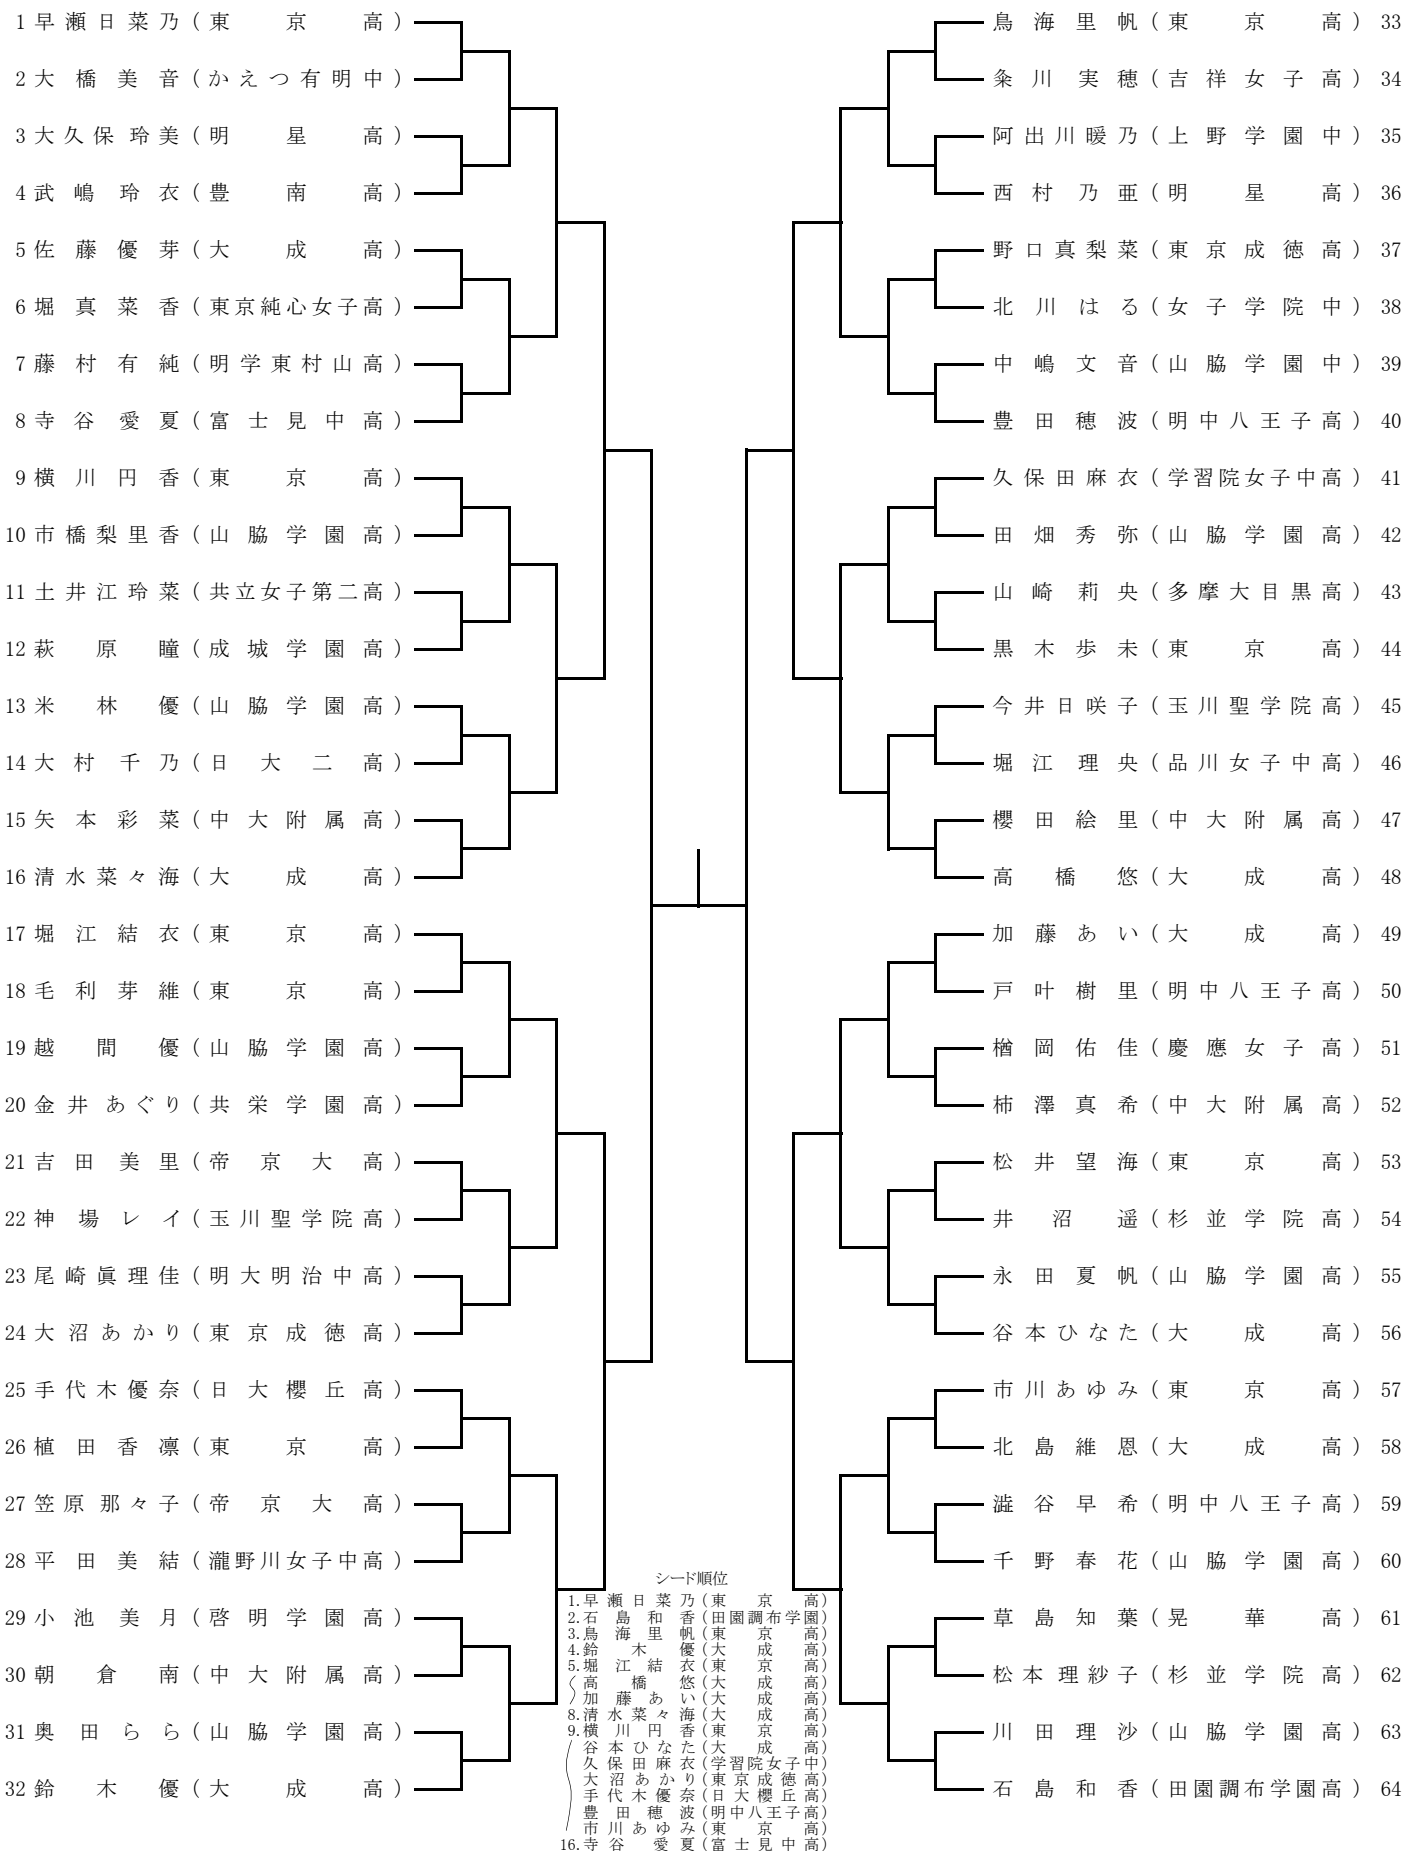 1 早瀬日菜乃（東京高）
2 大橋美音（かえつ有明中）
3 大久保玲美（明星高）
4 武嶋玲衣（豊南高）
5 佐藤優芽（大成高）
6 堀真菜香（東京純心女子高）
7 藤村有純（明学東村山高）
8 寺谷愛夏（富士見中高）
9 横川円香（東京高）
10 市橋梨里香（山脇学園高）
11 土井江玲菜（共立女子第二高）
12 萩原瞳（成城学園高）
13 米林優（山脇学園高）
14 大村千乃（日大二高）
15 矢本彩菜（中大附属高）
16 清水菜々海（大成高）
17 堀江結衣（東京高）
18 毛利芽維（東京高）
19 越間優（山脇学園高）
20 金井あぐり（共栄学園高）
21 吉田美里（帝京大高）
22 神場レイ（玉川聖学院高）
23 尾崎眞理佳（明大明治中高）
24 大沼あかり（東京成徳高）
25 手代木優奈（日大櫻丘高）
26 植田香凛（東京高）
27 笠原那々子（帝京大高）
28 平田美結（瀧野川女子中高）
29 小池美月（啓明学園高）
30 朝倉南（中大附属高）
31 奥田らら（山脇学園高）
32 鈴木優（大成高）
鳥海里帆（東京高） 33
粂川実穂（吉祥女子高） 34
阿出川暖乃（上野学園中） 35
西村乃亜（明星高） 36
野口真梨菜（東京成徳高） 37
北川はる（女子学院中） 38
中嶋文音（山脇学園中） 39
豊田穂波（明中八王子高） 40
久保田麻衣（学習院女子中高） 41
田畑秀弥（山脇学園高） 42
山崎莉央（多摩大目黒高） 43
黒木歩未（東京高） 44
今井日咲子（玉川聖学院高） 45
堀江理央（品川女子中高） 46
櫻田絵里（中大附属高） 47
高橋悠（大成高） 48
加藤あい（大成高） 49
戸叶樹里（明中八王子高） 50
楢岡佑佳（慶應女子高） 51
柿澤真希（中大附属高） 52
松井望海（東京高） 53
井沼遥（杉並学院高） 54
永田夏帆（山脇学園高） 55
谷本ひなた（大成高） 56
市川あゆみ（東京高） 57
北島維恩（大成高） 58
澁谷早希（明中八王子高） 59
千野春花（山脇学園高） 60
草島知葉（晃華高） 61
松本理紗子（杉並学院高） 62
川田理沙（山脇学園高） 63
石島和香（田園調布学園高） 64
シード順位
1.早瀬日菜乃（東京高）
2.石島和香（田園調布学園）
3.鳥海里帆（東京高）
4.鈴木優（大成高）
5.堀江結衣（東京高）
高橋悠（大成高）
加藤あい（大成高）
8.清水菜々海（大成高）
9.横川円香（東京高）
谷本ひなた（大成高）
久保田麻衣（学習院女子中）
大沼あかり（東京成徳高）
手代木優奈（日大櫻丘高）
豊田穂波（明中八王子高）
市川あゆみ（東京高）
16.寺谷愛夏（富士見中高）